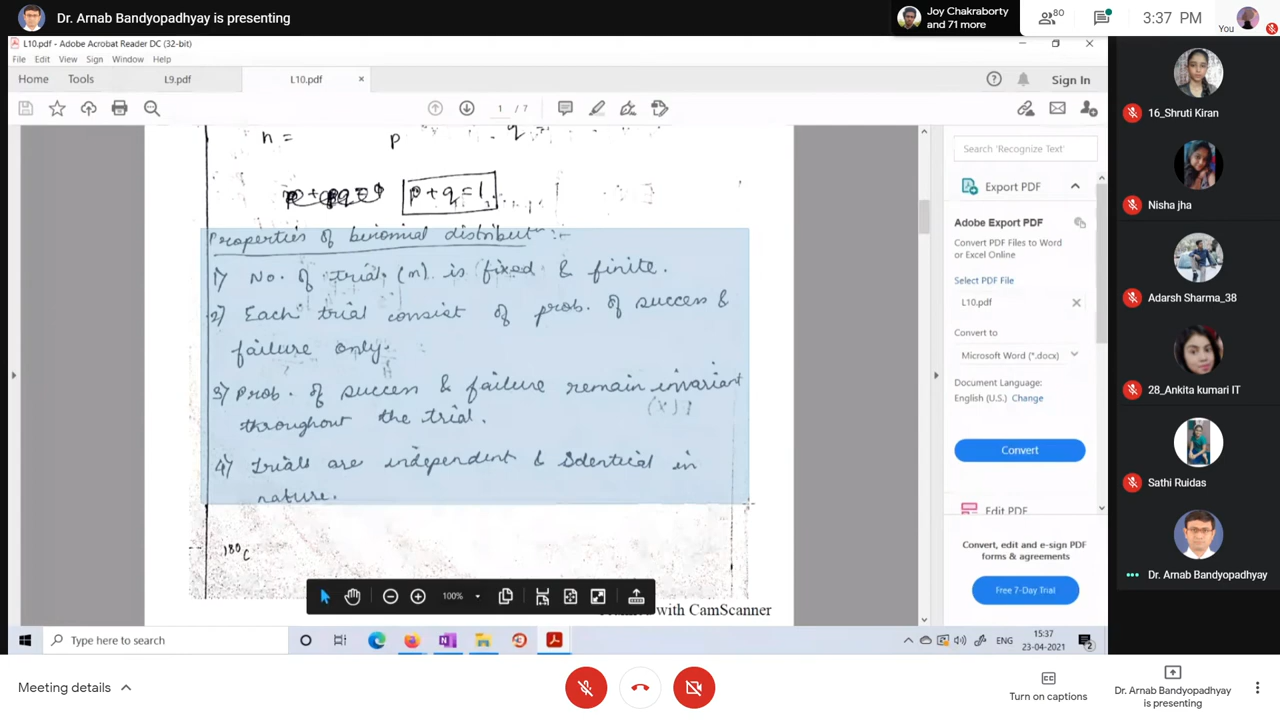 Dr. Arnab Bandyopadhyay is presenting
Joy Chakraborty
and 71 more
80
3:37 PM
You
L10.pdf - Adobe Acrobat Reader DC (32-bit)
File Edit View Sign Window Help
Home Tools L9.pdf L10.pdf × Sign In
1 / 7
n = p q
p + q = 1
Properties of binomial distribut :-
1) No. of trial (n) is fixed & finite.
2) Each trial consist of prob. of success &
failure only.
3) Prob. of success & failure remain invariant
throughout the trial.
4) Trials are independent & Identical in
nature.
180C
100%
with CamScanner
Search 'Recognize Text'
Export PDF
Adobe Export PDF
Convert PDF Files to Word
or Excel Online
Select PDF File
L10.pdf ×
Convert to
Microsoft Word (*.docx)
Document Language:
English (U.S.) Change
Convert
Edit PDF
Convert, edit and e-sign PDF
forms & agreements
Free 7-Day Trial
16_Shruti Kiran
Nisha jha
Adarsh Sharma_38
28_Ankita kumari IT
Sathi Ruidas
Dr. Arnab Bandyopadhyay
Type here to search
ENG
15:37
23-04-2021
2
Meeting details
Turn on captions
Dr. Arnab Bandyopadhyay
is presenting